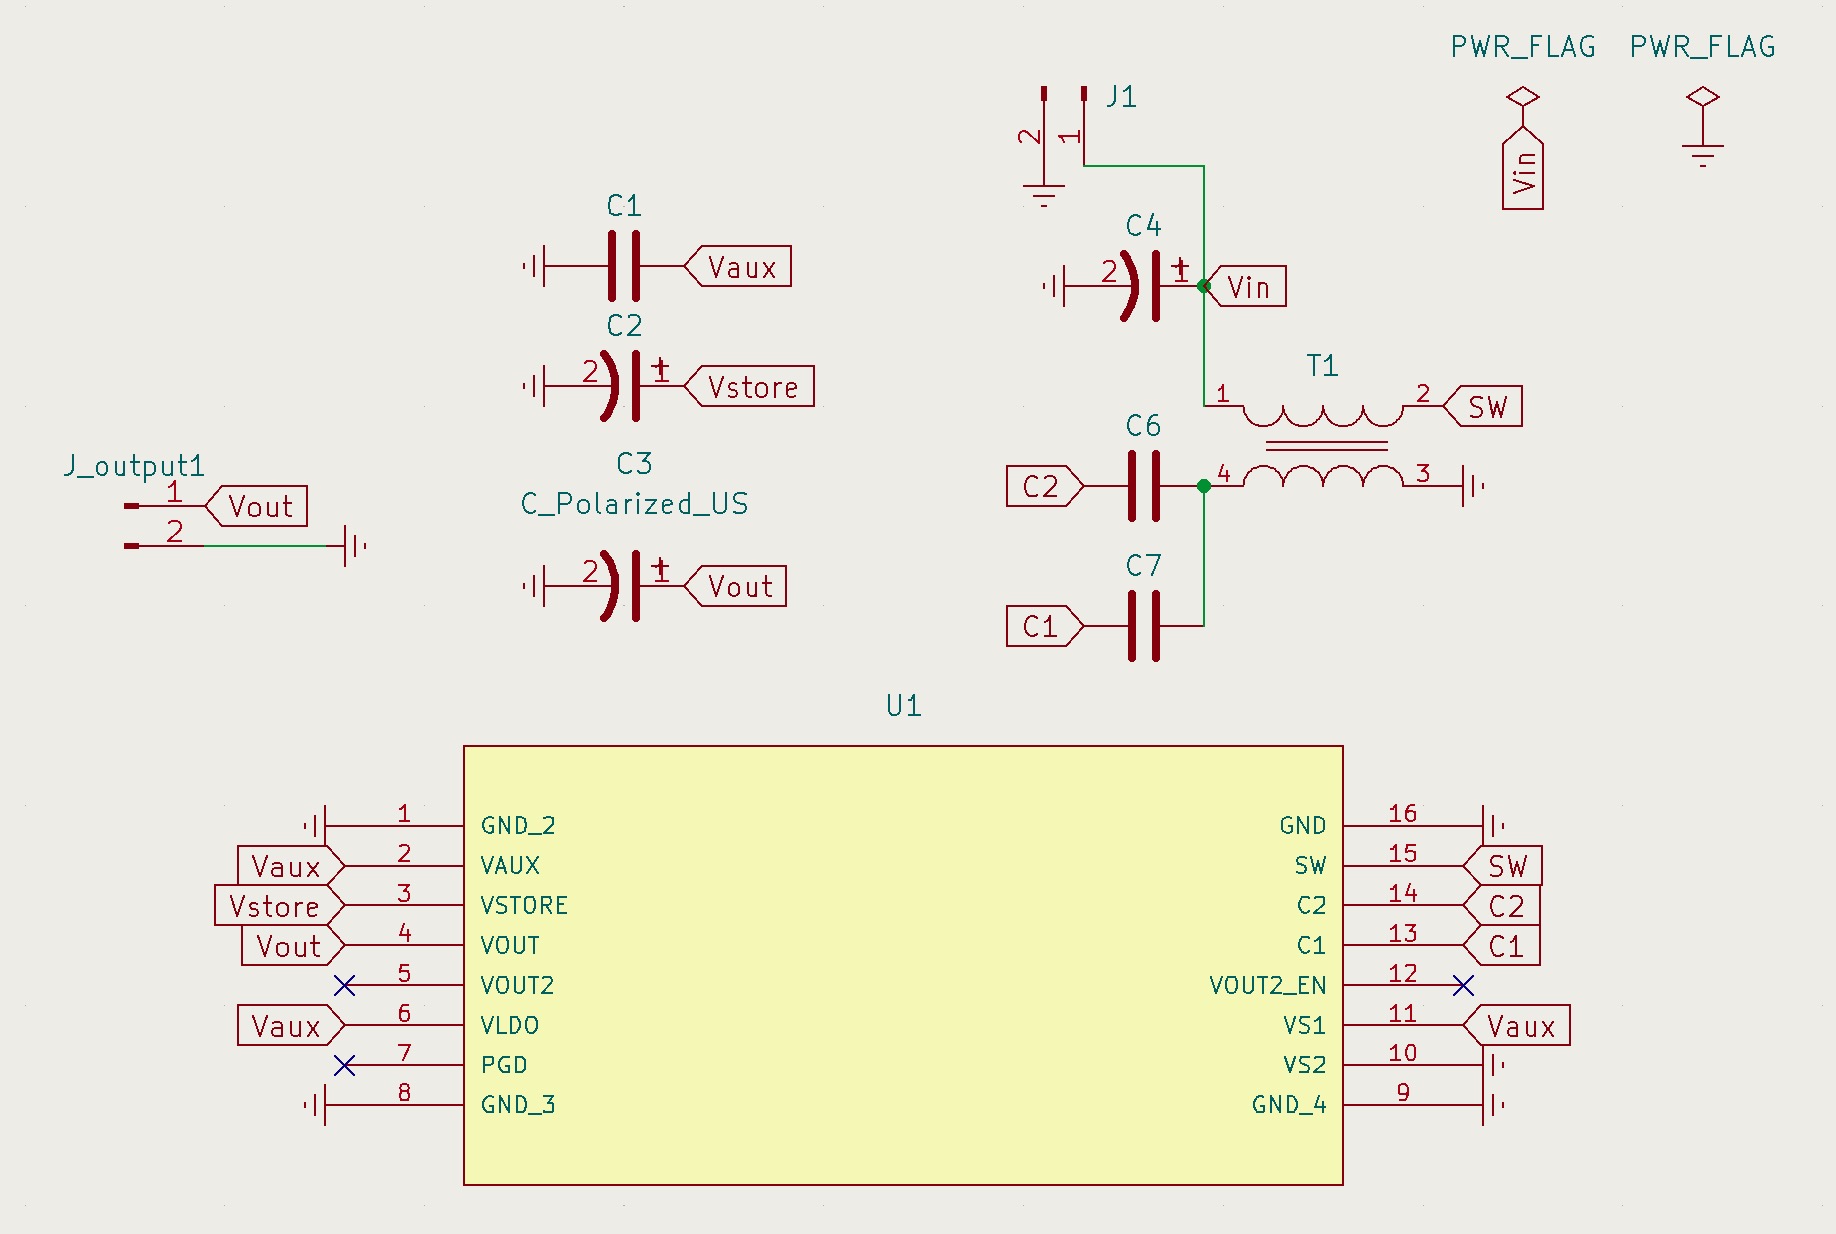 PWR_FLAG PWR_FLAG
J1
2 1
Vin
C1
Vaux
C4
2 + 1 Vin
C2
2 + 1 Vstore
T1
1 2 SW
C6
J_output1
C3
1 Vout
C_Polarized_US
C2 4 3
2
C7
2 + 1 Vout
C1
U1
1 GND_2 GND 16
Vaux 2 VAUX SW 15 SW
Vstore 3 VSTORE C2 14 C2
Vout 4 VOUT C1 13 C1
5 VOUT2 VOUT2_EN 12
Vaux 6 VLDO VS1 11 Vaux
7 PGD VS2 10
8 GND_3 GND_4 9